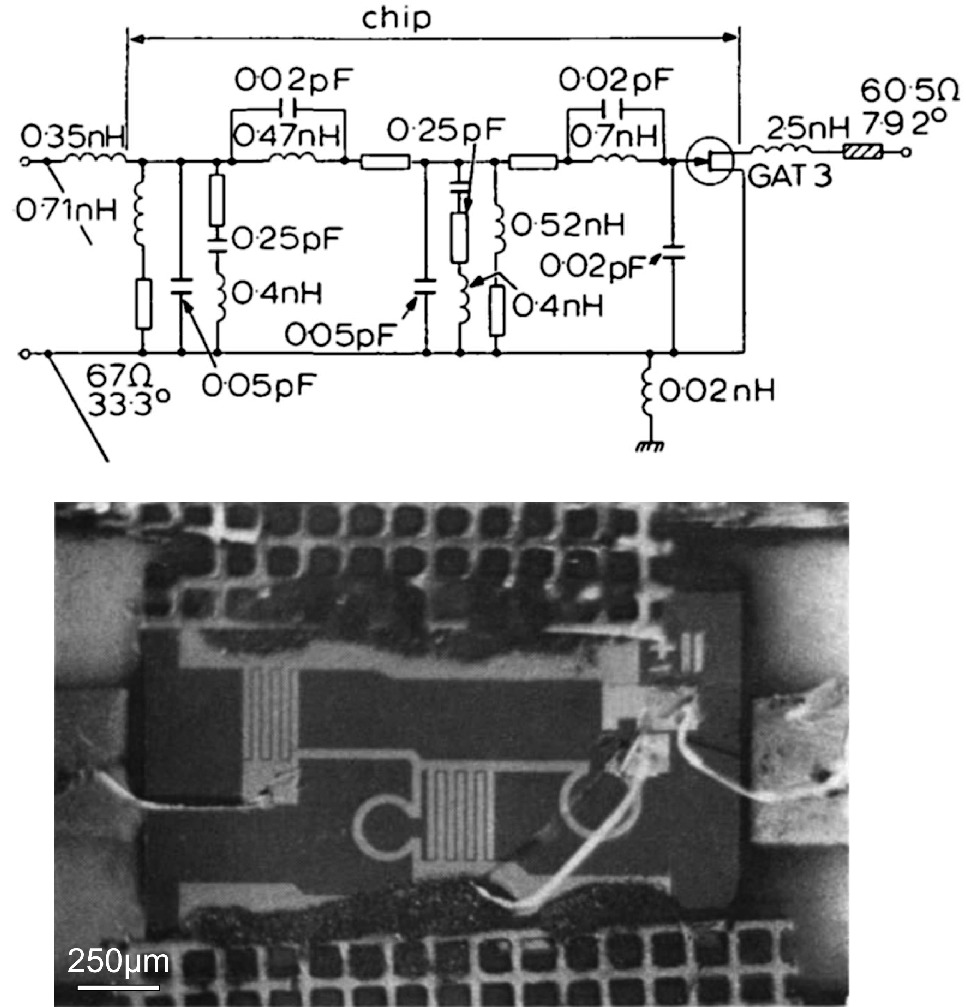 chip
0·02pF
0·02pF
60·5Ω
7·92°
0·35nH
0·47nH
0·25pF
0·7nH
2·5nH
GAT 3
0·71nH
0·25pF
0·52nH
0·02pF
0·4nH
0·4nH
0·05pF
67Ω
33·3°
0·05pF
0·02nH
250µm